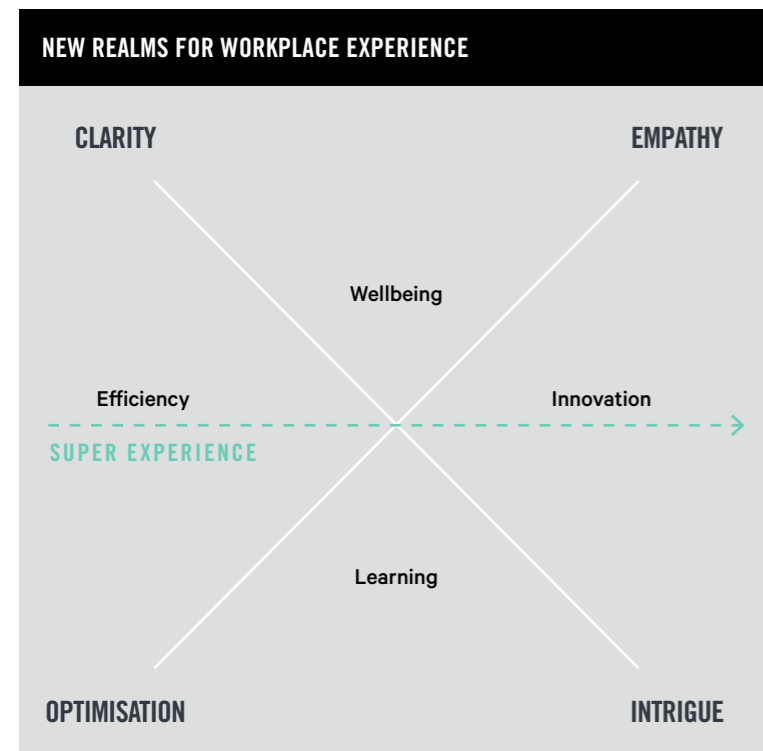 NEW REALMS FOR WORKPLACE EXPERIENCE
CLARITY
EMPATHY
Wellbeing
Efficiency
Innovation
SUPER EXPERIENCE
Learning
OPTIMISATION
INTRIGUE